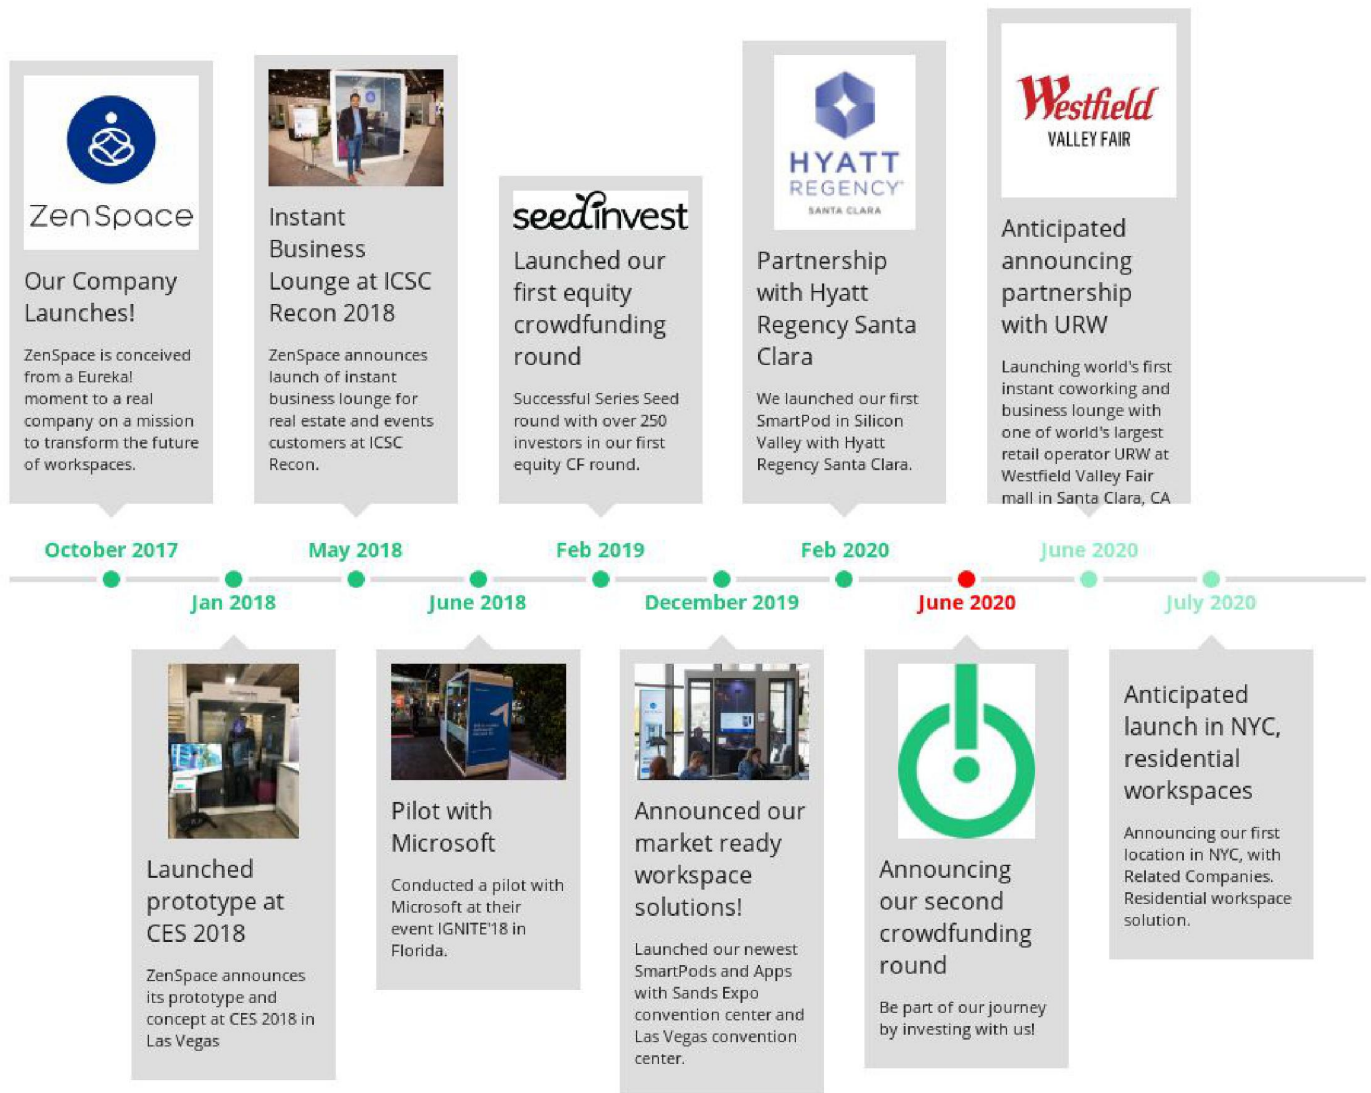 ZenSpace
Our Company
Launches!
ZenSpace is conceived
from a Eureka!
moment to a real
company on a mission
to transform the future
of workspaces.
Instant
Business
Lounge at ICSC
Recon 2018
ZenSpace announces
launch of instant
business lounge for
real estate and events
customers at ICSC
Recon.
seedinvest
Launched our
first equity
crowdfunding
round
Successful Series Seed
round with over 250
investors in our first
equity CF round.
HYATT
REGENCY
SANTA CLARA
Partnership
with Hyatt
Regency Santa
Clara
We launched our first
SmartPod in Silicon
Valley with Hyatt
Regency Santa Clara.
Westfield
VALLEY FAIR
Anticipated
announcing
partnership
with URW
Launching world's first
instant coworking and
business lounge with
one of world's largest
retail operator URW at
Westfield Valley Fair
mall in Santa Clara, CA
October 2017
May 2018
Feb 2019
Feb 2020
June 2020
Jan 2018
June 2018
December 2019
June 2020
July 2020
Launched
prototype at
CES 2018
ZenSpace announces
its prototype and
concept at CES 2018 in
Las Vegas
Pilot with
Microsoft
Conducted a pilot with
Microsoft at their
event IGNITE'18 in
Florida.
Announced our
market ready
workspace
solutions!
Launched our newest
SmartPods and Apps
with Sands Expo
convention center and
Las Vegas convention
center.
Announcing
our second
crowdfunding
round
Be part of our journey
by investing with us!
Anticipated
launch in NYC,
residential
workspaces
Announcing our first
location in NYC, with
Related Companies.
Residential workspace
solution.